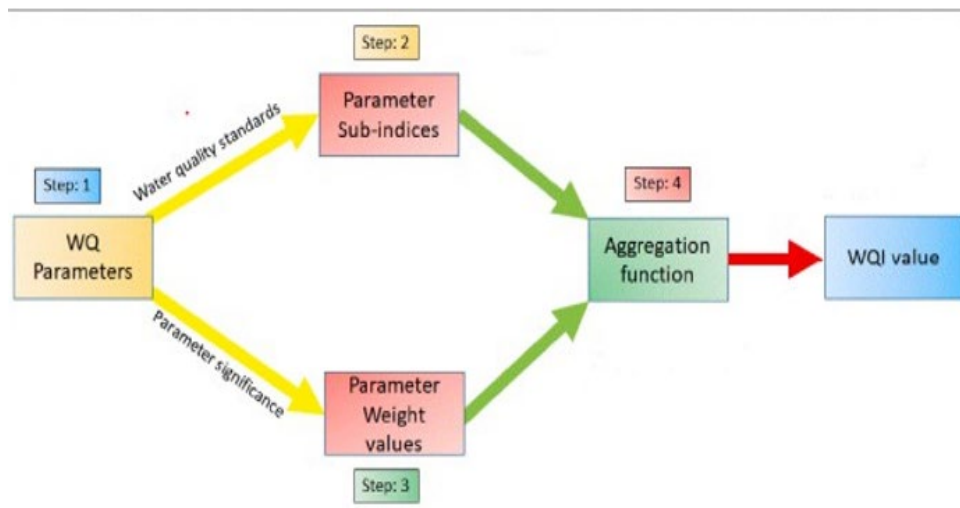 Step: 2
Parameter
Sub-indices
Water quality standards
Step: 1
WQ
Parameters
Step: 4
Aggregation
function
WQI value
Parameter significance
Parameter
Weight
values
Step: 3